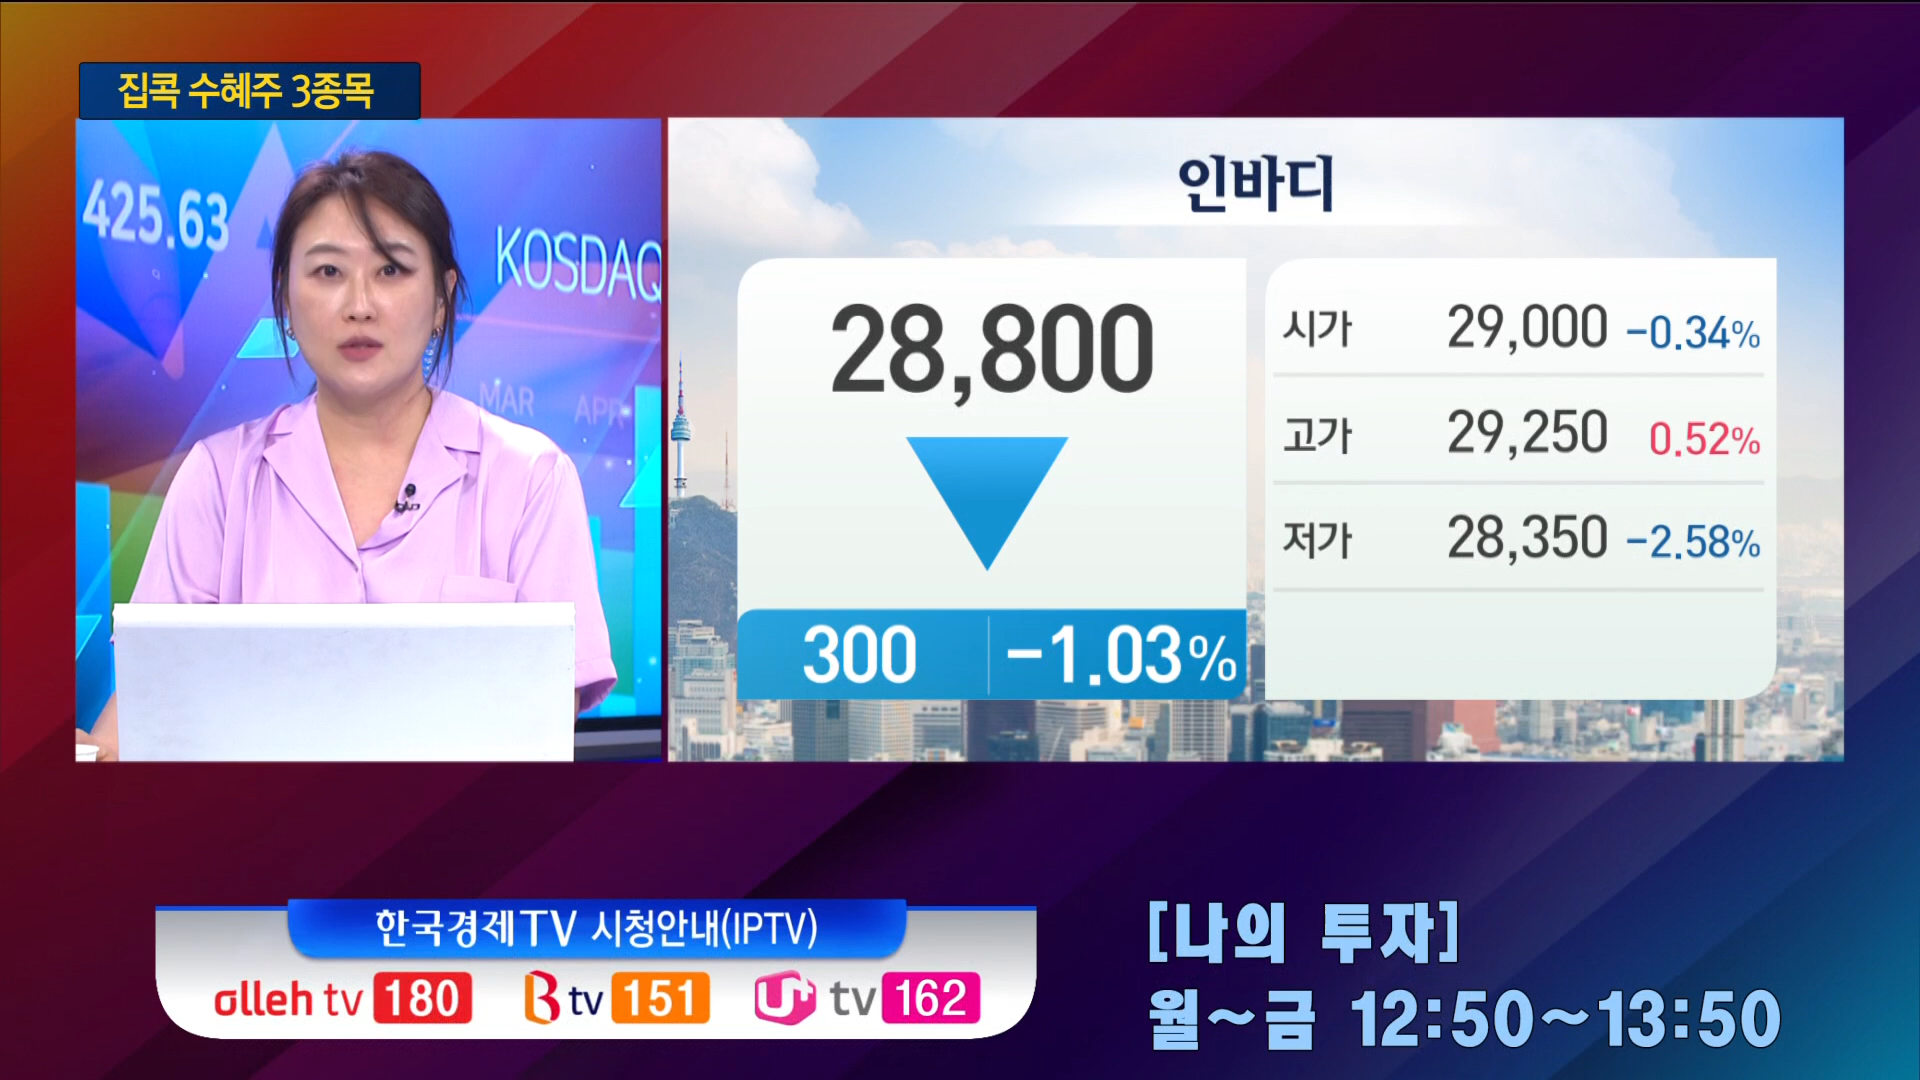 집콕 수혜주 3종목
425.63
KOSDAQ
MAR APR
인바디
28,800
300 -1.03%
시가 29,000 -0.34%
고가 29,250 0.52%
저가 28,350 -2.58%
한국경제TV 시청안내(IPTV)
olleh tv 180 B tv 151 U+ tv 162
[나의 투자]
월~금 12:50~13:50